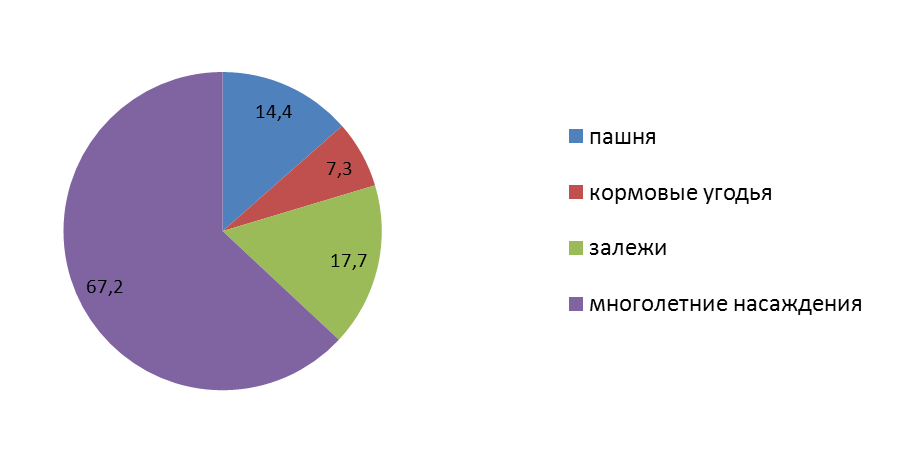 14,4
7,3
17,7
67,2
пашня
кормовые угодья
залежи
многолетние насаждения